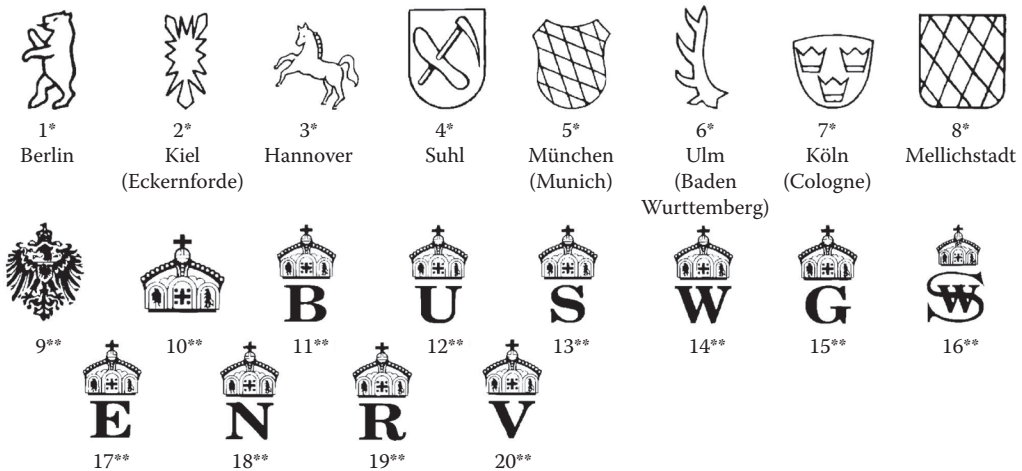 1* 2* 3* 4* 5* 6* 7* 8*
Berlin Kiel Hannover Suhl München Ulm Köln Mellichstadt
(Eckernforde) (Munich) (Baden (Cologne)
Wurttemberg)
B U S W G SW
9** 10** 11** 12** 13** 14** 15** 16**
E N R V
17** 18** 19** 20**